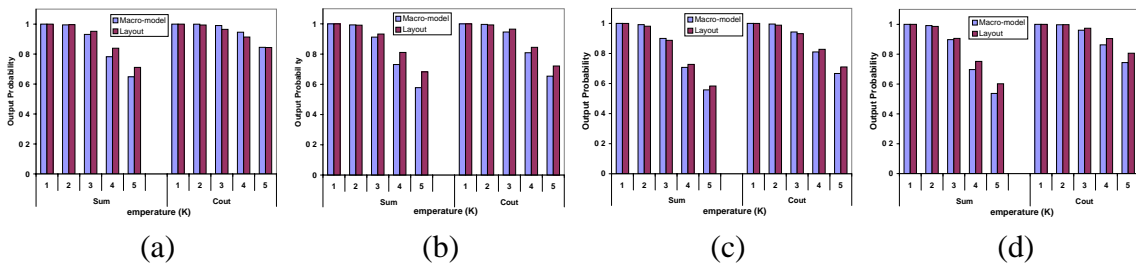 Output Probability
1
0 8
0 6
0 4
0 2
0
Macro-model
Layout
1 2 3 4 5 1 2 3 4 5
Sum Cout
emperature (K)
(a)
Output Probabil ty
1
0 8
0 6
0 4
0 2
0
Macro-model
Layout
1 2 3 4 5 1 2 3 4 5
Sum Cout
emperature (K)
(b)
Output Probability
1
0 8
0 6
0 4
0 2
0
Macro-model
Layout
1 2 3 4 5 1 2 3 4 5
Sum Cout
emperature (K)
(c)
Output Probability
1
0 8
0 6
0 4
0 2
0
Macro-model
Layout
1 2 3 4 5 1 2 3 4 5
Sum Cout
emperature (K)
(d)